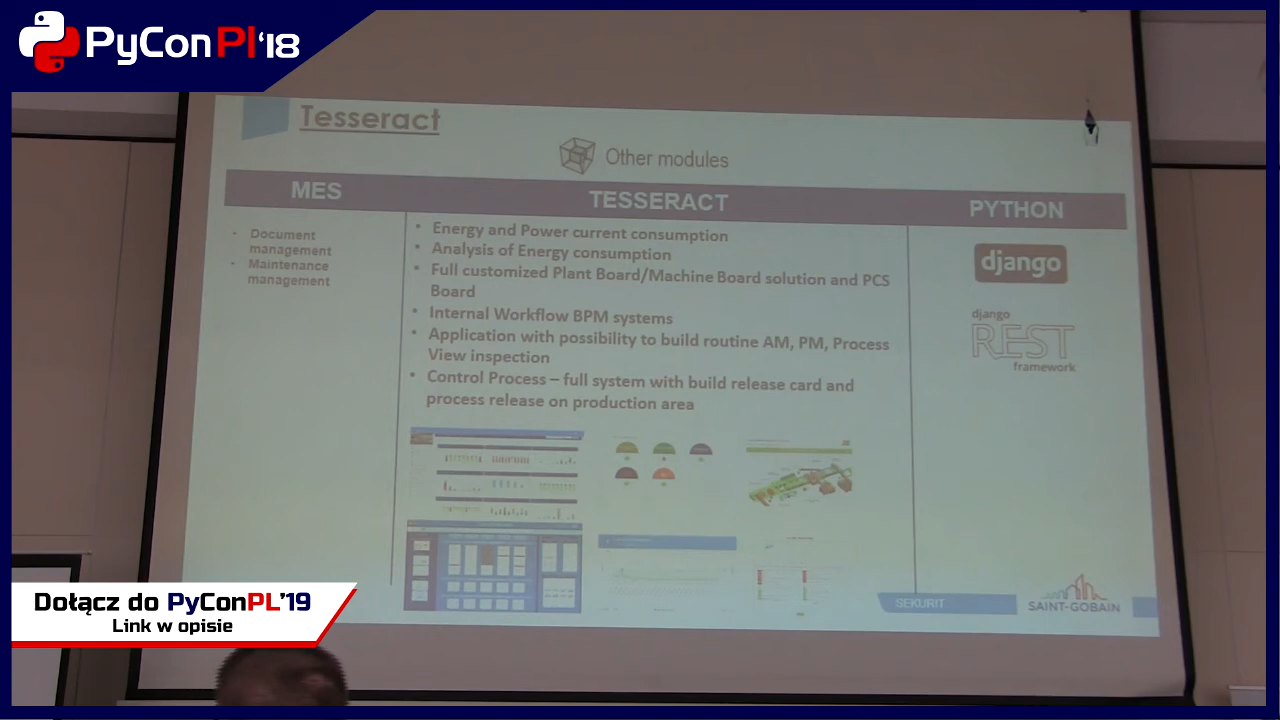 PyConPl'18
Tesseract
Other modules
MES
TESSERACT
PYTHON
• Document
management
• Maintenance
management
• Energy and Power current consumption
• Analysis of Energy consumption
• Full customized Plant Board/Machine Board solution and PCS
Board
• Internal Workflow BPM systems
• Application with possibility to build routine AM, PM, Process
View inspection
• Control Process – full system with build release card and
process release on production area
django
django
REST
framework
SEKURIT
SAINT-GOBAIN
Dołącz do PyConPL'19
Link w opisie